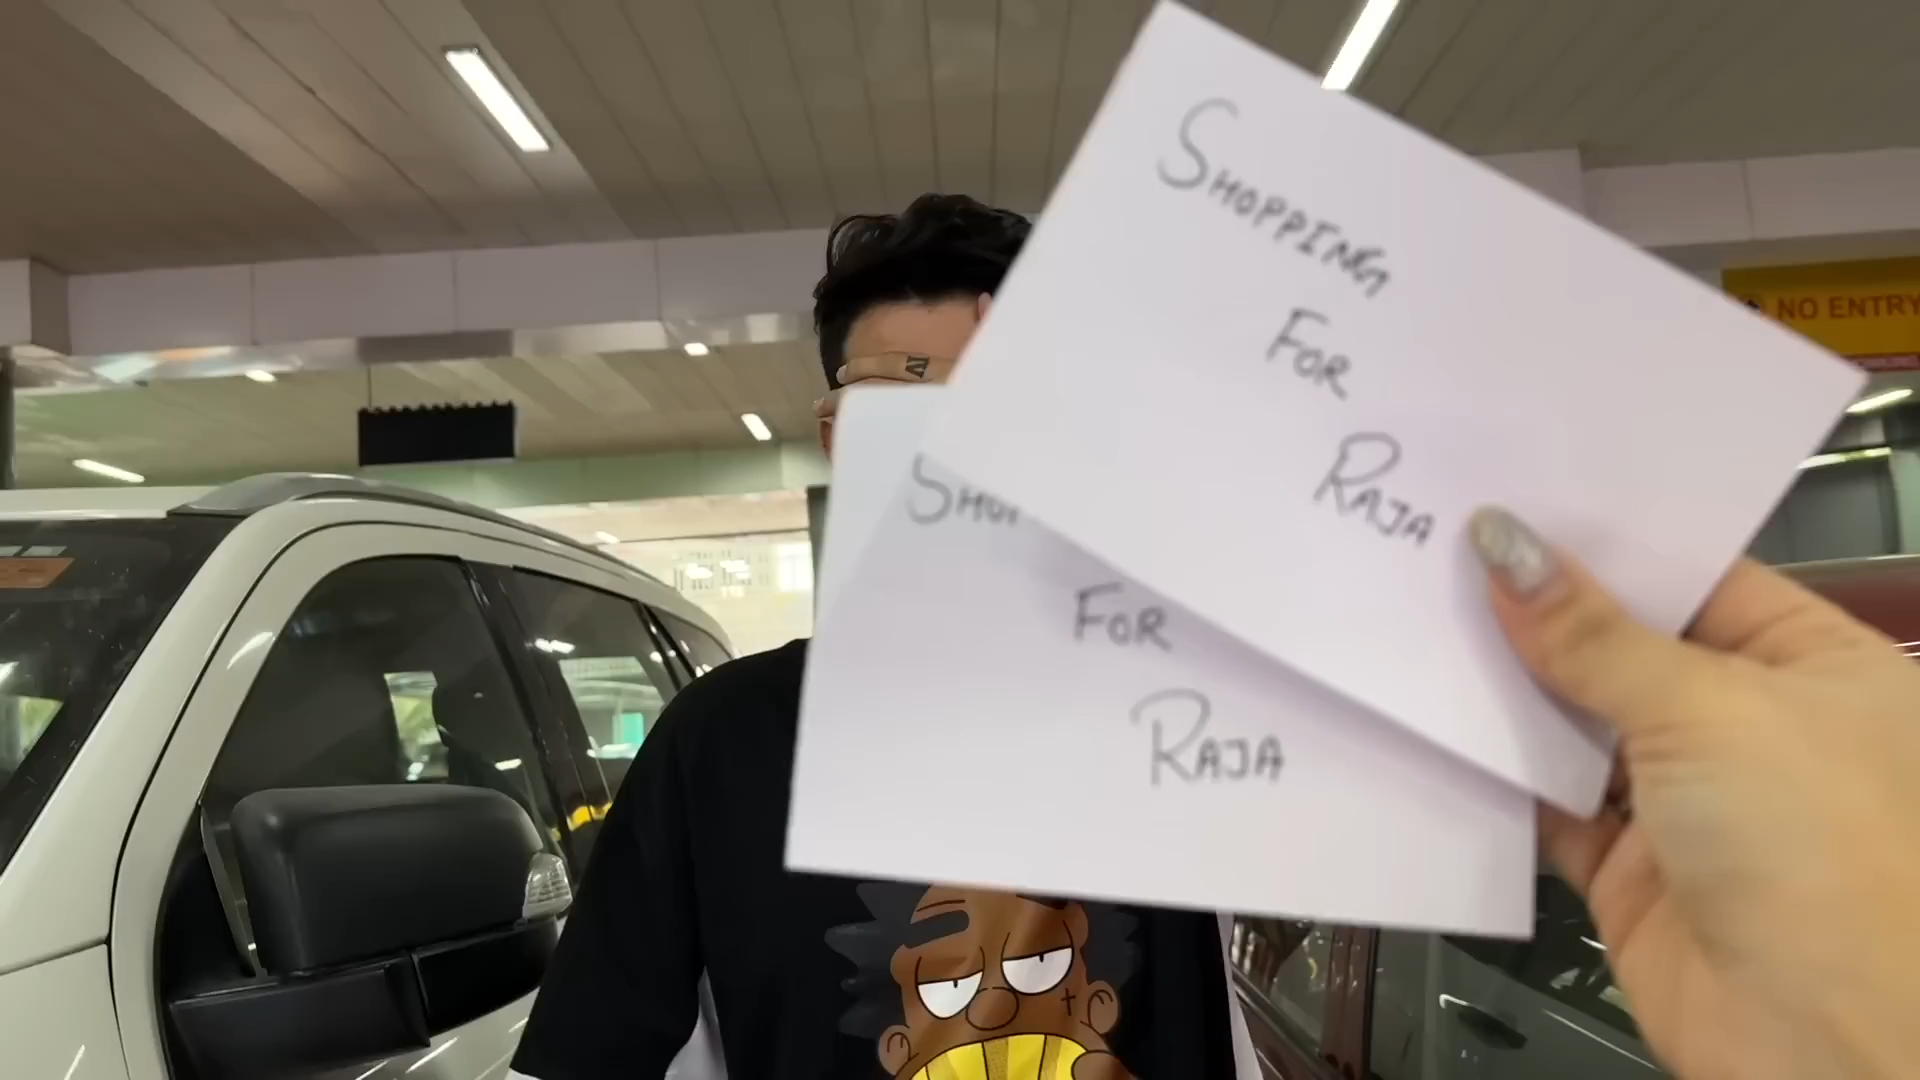 SHOPPING
FOR
RAJA
FOR
RAJA
NO ENTRY